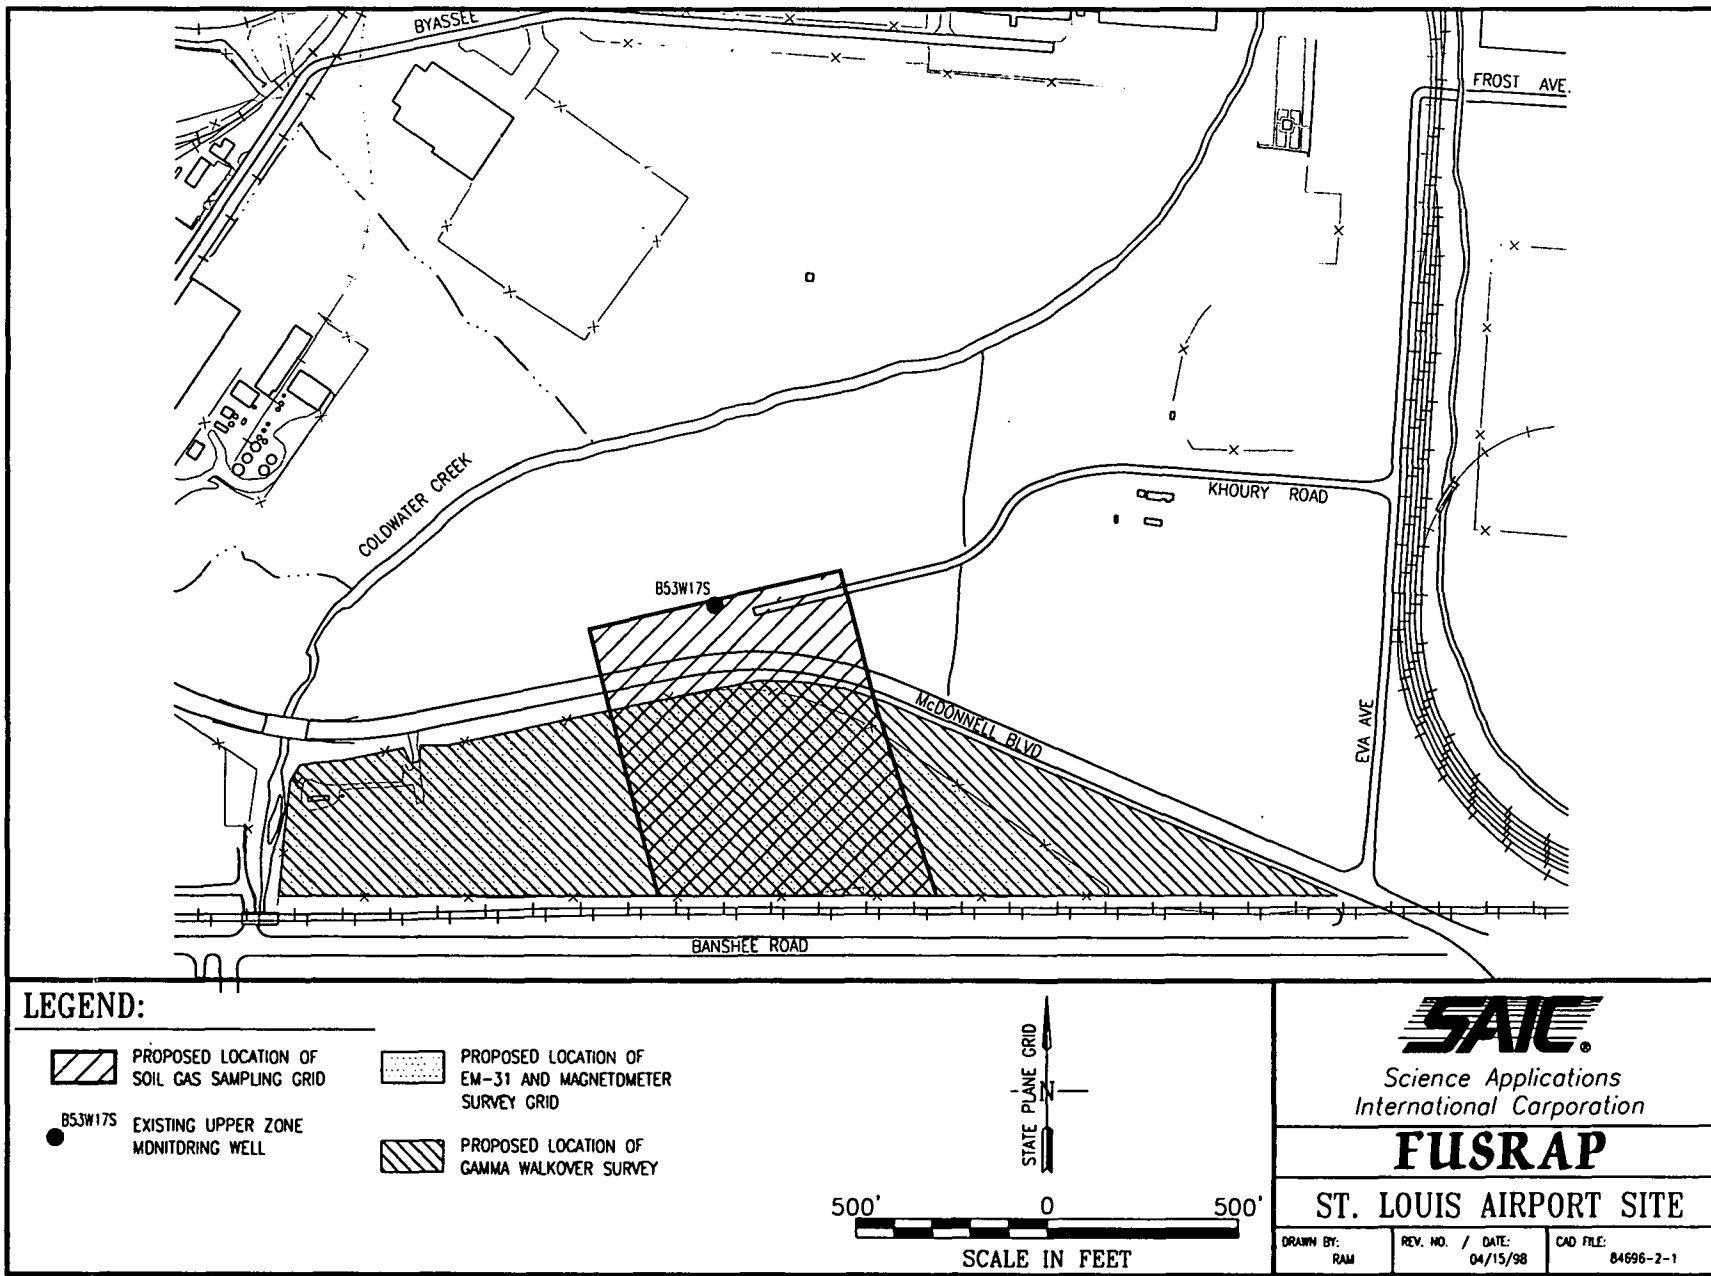 BYASSEE
FROST AVE.
COLDWATER CREEK
KHOURY ROAD
B53W17S
McDONNELL BLVD
EVA AVE
BANSHEE ROAD
LEGEND:
PROPOSED LOCATION OF
SOIL GAS SAMPLING GRID
B53W17S
EXISTING UPPER ZONE
MONITORING WELL
PROPOSED LOCATION OF
EM-31 AND MAGNETOMETER
SURVEY GRID
PROPOSED LOCATION OF
GAMMA WALKOVER SURVEY
STATE PLANE GRID
N
500' 0 500'
SCALE IN FEET
SAIC®
Science Applications
International Corporation
FUSRAP
ST. LOUIS AIRPORT SITE
DRAWN BY:
RAM
REV. NO. / DATE:
04/15/98
CAD FILE:
84696-2-1